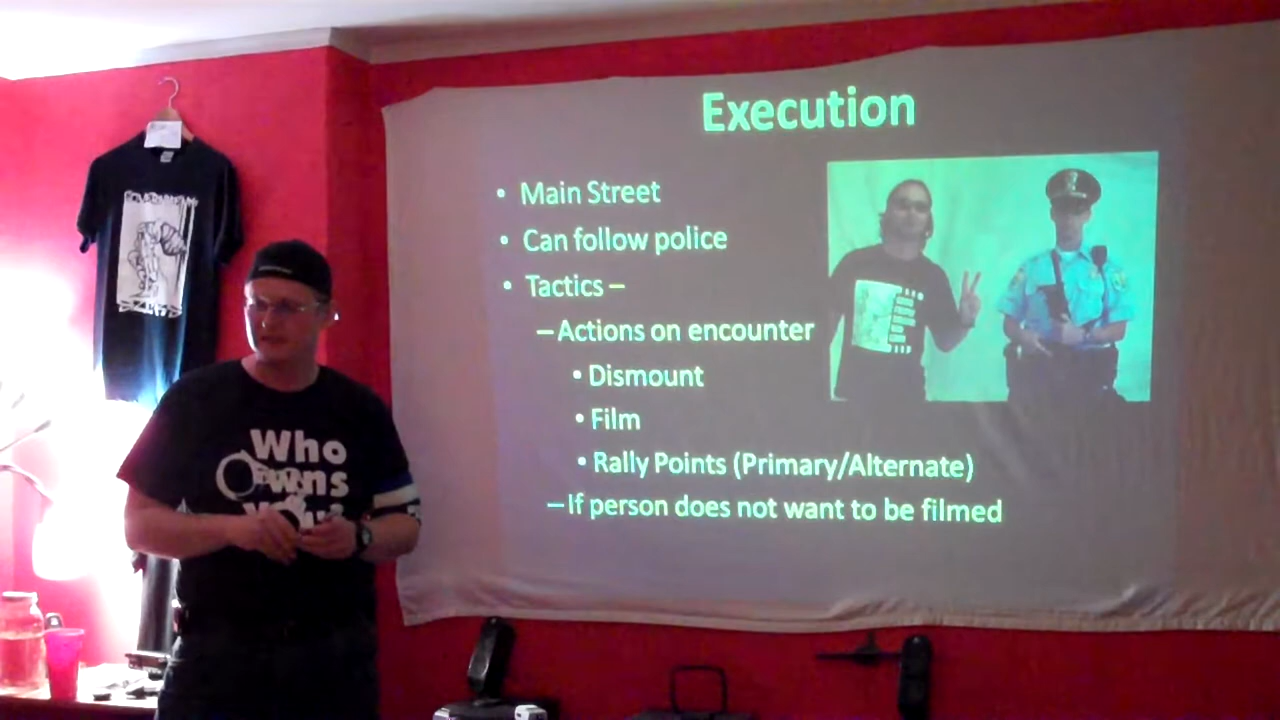 Execution
• Main Street
• Can follow police
• Tactics –
–Actions on encounter
• Dismount
• Film
• Rally Points (Primary/Alternate)
–If person does not want to be filmed
Who
Owns
You?